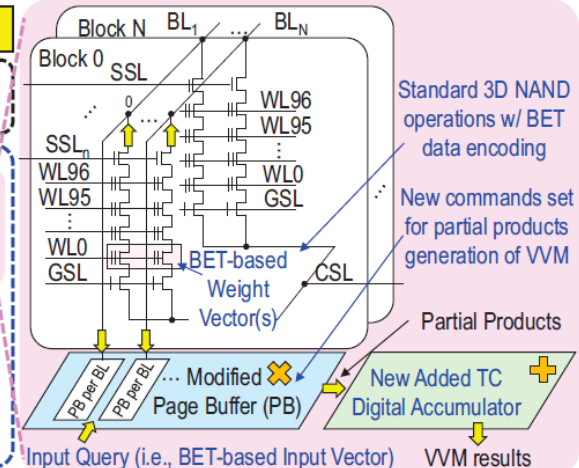 Block N BL1 ... BLN
Block 0
SSL
0
WL96
WL95
WL0
GSL
SSLn
WL96
WL95
WL0
GSL
BET-based
Weight
Vector(s)
CSL
Standard 3D NAND
operations w/ BET
data encoding
New commands set
for partial products
generation of VVM
Partial Products
PB per BL
PB per BL
... Modified
Page Buffer (PB)
New Added TC
Digital Accumulator
Input Query (i.e., BET-based Input Vector)
VVM results